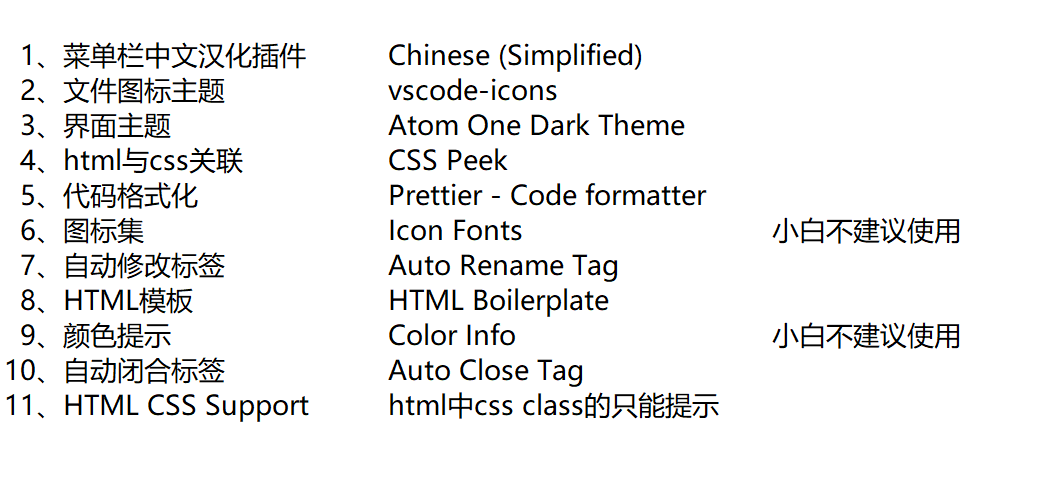 1、菜单栏中文汉化插件 Chinese (Simplified)
2、文件图标主题 vscode-icons
3、界面主题 Atom One Dark Theme
4、html与css关联 CSS Peek
5、代码格式化 Prettier - Code formatter
6、图标集 Icon Fonts 小白不建议使用
7、自动修改标签 Auto Rename Tag
8、HTML模板 HTML Boilerplate
9、颜色提示 Color Info 小白不建议使用
10、自动闭合标签 Auto Close Tag
11、HTML CSS Support html中css class的只能提示